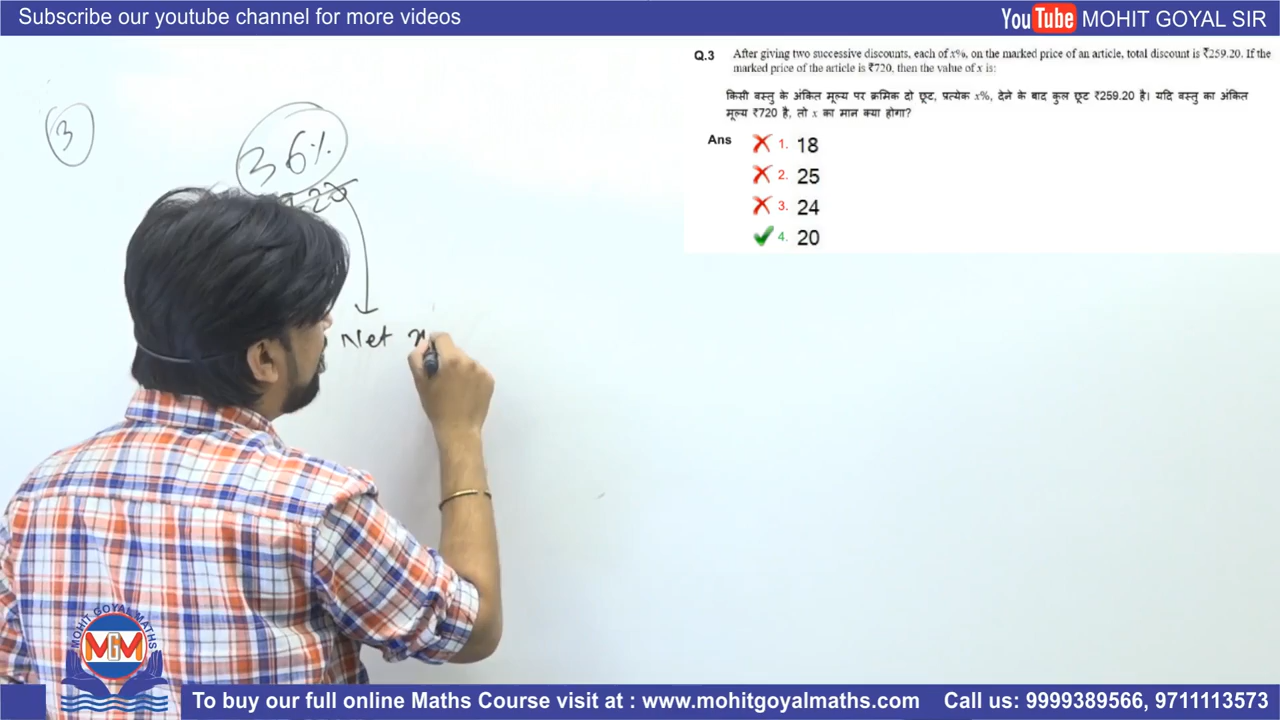 Subscribe our youtube channel for more videos
YouTube MOHIT GOYAL SIR
Q.3 After giving two successive discounts, each of x%, on the marked price of an article, total discount is ₹259.20. If the
marked price of the article is ₹720, then the value of x is:
किसी वस्तु के अंकित मूल्य पर क्रमिक दो छूट, प्रत्येक x%, देने के बाद कुल छूट ₹259.20 है। यदि वस्तु का अंकित
मूल्य ₹720 है, तो x का मान क्या होगा?
Ans 1. 18
2. 25
3. 24
4. 20
3
36%
Net
MOHIT GOYAL MATHS
MGM
To buy our full online Maths Course visit at : www.mohitgoyalmaths.com Call us: 9999389566, 9711113573